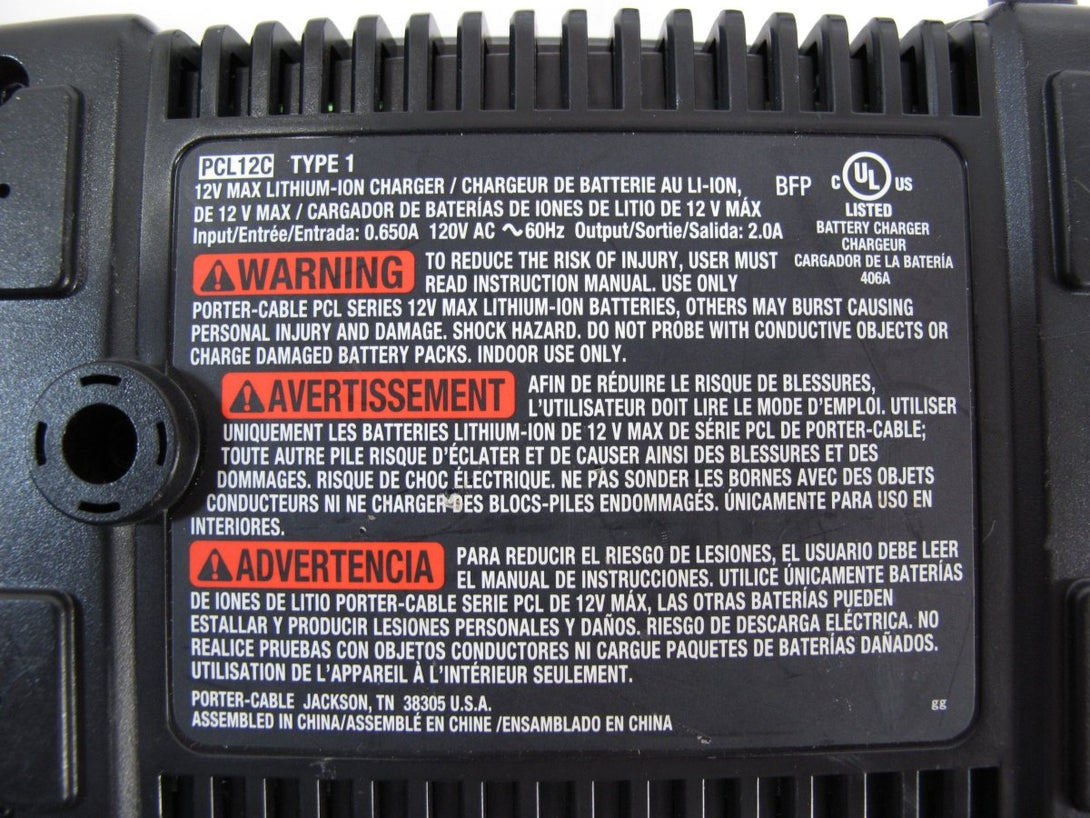 PCL12C TYPE 1
12V MAX LITHIUM-ION CHARGER / CHARGEUR DE BATTERIE AU LI-ION,
DE 12 V MAX / CARGADOR DE BATERÍAS DE IONES DE LITIO DE 12 V MÁX
Input/Entrée/Entrada: 0.650A 120V AC ~60Hz Output/Sortie/Salida: 2.0A
BFP
C UL US
LISTED
BATTERY CHARGER
CHARGEUR
CARGADOR DE LA BATERÍA
406A
WARNING TO REDUCE THE RISK OF INJURY, USER MUST
READ INSTRUCTION MANUAL. USE ONLY
PORTER-CABLE PCL SERIES 12V MAX LITHIUM-ION BATTERIES, OTHERS MAY BURST CAUSING
PERSONAL INJURY AND DAMAGE. SHOCK HAZARD. DO NOT PROBE WITH CONDUCTIVE OBJECTS OR
CHARGE DAMAGED BATTERY PACKS. INDOOR USE ONLY.
AVERTISSEMENT AFIN DE RÉDUIRE LE RISQUE DE BLESSURES,
L'UTILISATEUR DOIT LIRE LE MODE D'EMPLOI. UTILISER
UNIQUEMENT LES BATTERIES LITHIUM-ION DE 12 V MAX DE SÉRIE PCL DE PORTER-CABLE;
TOUTE AUTRE PILE RISQUE D'ÉCLATER ET DE CAUSER AINSI DES BLESSURES ET DES
DOMMAGES. RISQUE DE CHOC ÉLECTRIQUE. NE PAS SONDER LES BORNES AVEC DES OBJETS
CONDUCTEURS NI NE CHARGER DES BLOCS-PILES ENDOMMAGÉS. ÚNICAMENTE PARA USO EN
INTERIORES.
ADVERTENCIA PARA REDUCIR EL RIESGO DE LESIONES, EL USUARIO DEBE LEER
EL MANUAL DE INSTRUCCIONES. UTILICE ÚNICAMENTE BATERÍAS
DE IONES DE LITIO PORTER-CABLE SERIE PCL DE 12V MÁX, LAS OTRAS BATERÍAS PUEDEN
ESTALLAR Y PRODUCIR LESIONES PERSONALES Y DAÑOS. RIESGO DE DESCARGA ELÉCTRICA. NO
REALICE PRUEBAS CON OBJETOS CONDUCTORES NI CARGUE PAQUETES DE BATERÍAS DAÑADOS.
UTILISATION DE L'APPAREIL À L'INTÉRIEUR SEULEMENT.
PORTER-CABLE JACKSON, TN 38305 U.S.A.
ASSEMBLED IN CHINA/ASSEMBLÉ EN CHINE /ENSAMBLADO EN CHINA
gg